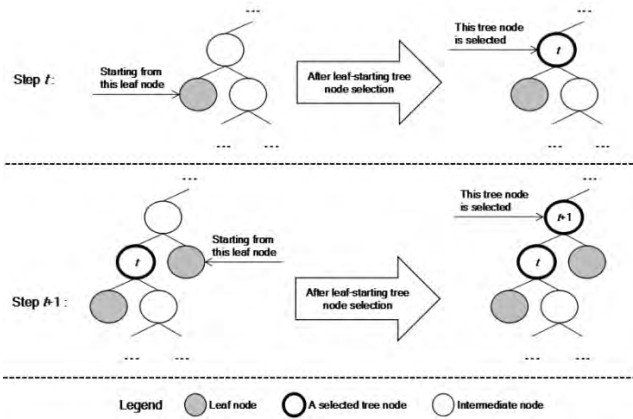 ...
This tree node
is selected
t
Step t:
Starting from
this leaf node
After leaf-starting tree
node selection
... ...
... ...
...
...
This tree node
is selected
t+1
Starting from
this leaf node
t
t
Step t+1:
After leaf-starting tree
node selection
... ...
... ...
Legend
Leaf node
A selected tree node
Intermediate node